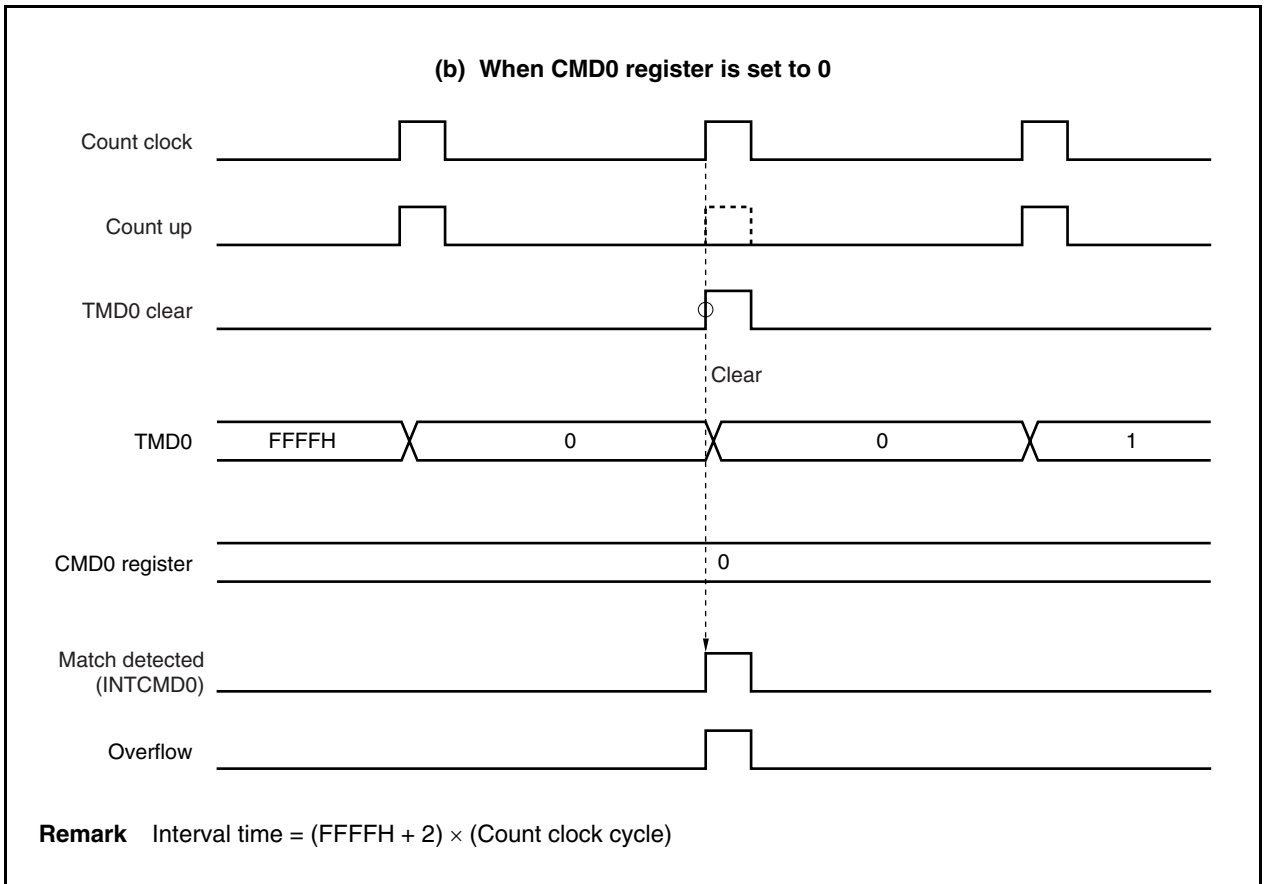 (b) When CMD0 register is set to 0
Count clock
Count up
TMD0 clear
Clear
TMD0
FFFFH
0
0
1
CMD0 register
0
Match detected
(INTCMD0)
Overflow
Remark Interval time = (FFFFH + 2) × (Count clock cycle)